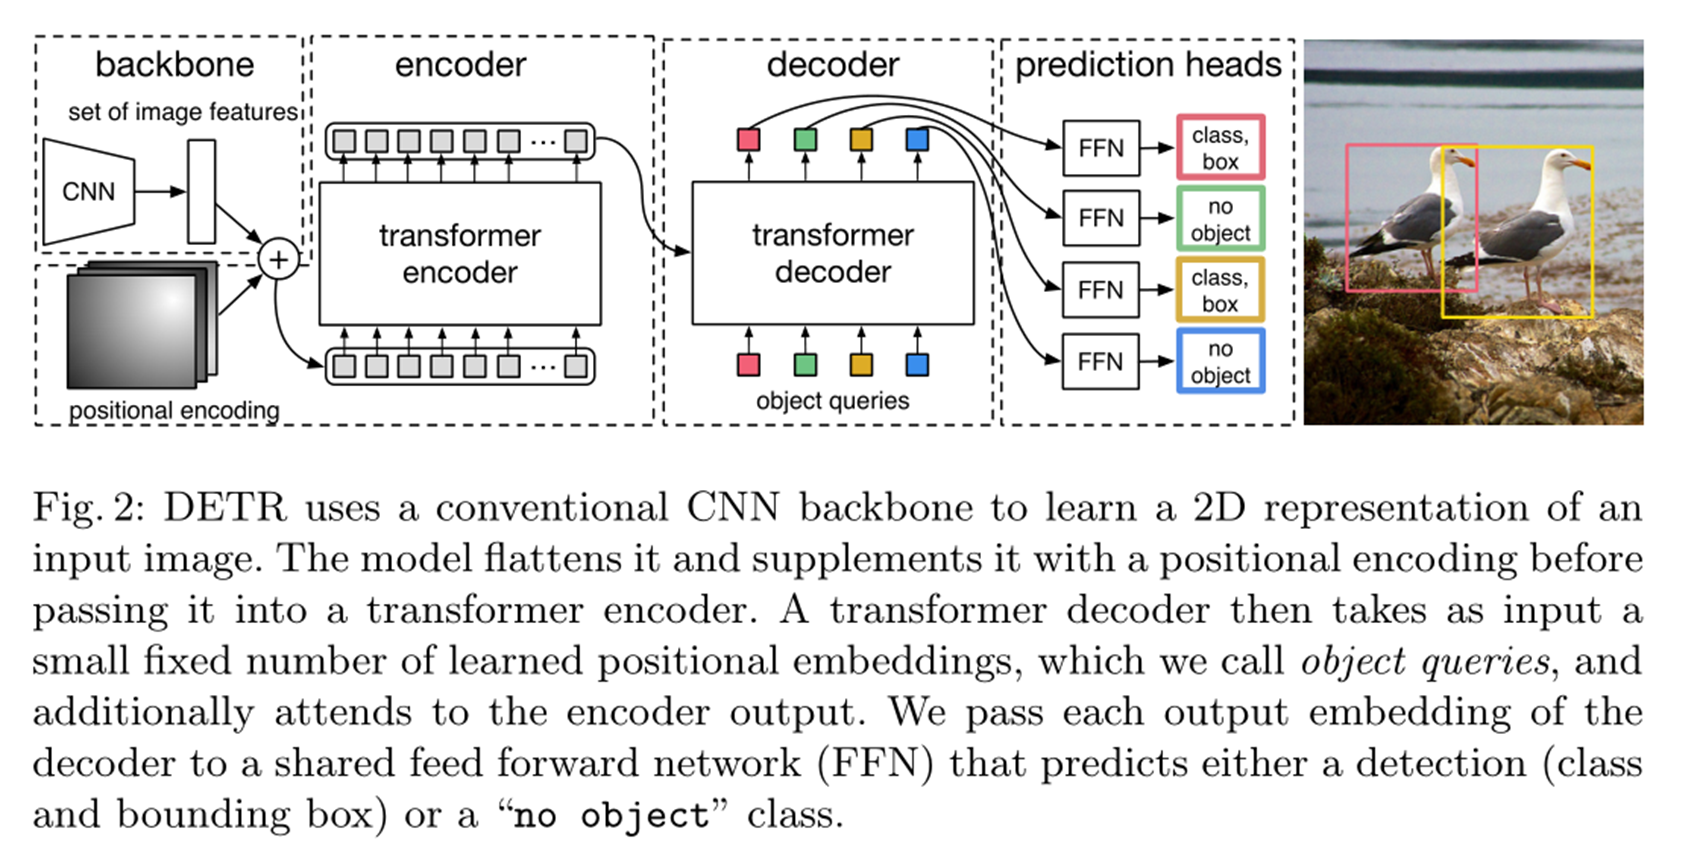 backbone
set of image features
CNN
+
positional encoding
encoder
...
transformer
encoder
...
decoder
transformer
decoder
object queries
prediction heads
FFN
class,
box
FFN
no
object
FFN
class,
box
FFN
no
object
Fig. 2: DETR uses a conventional CNN backbone to learn a 2D representation of an
input image. The model flattens it and supplements it with a positional encoding before
passing it into a transformer encoder. A transformer decoder then takes as input a
small fixed number of learned positional embeddings, which we call object queries, and
additionally attends to the encoder output. We pass each output embedding of the
decoder to a shared feed forward network (FFN) that predicts either a detection (class
and bounding box) or a “no object” class.